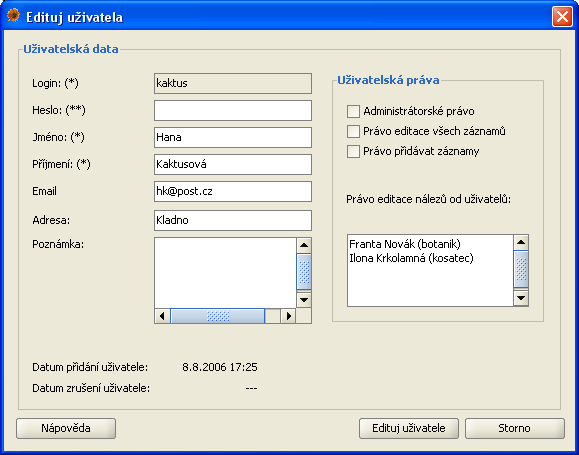 Edituj uživatela
Uživatelská data
Login: (*)
kaktus
Heslo: (**)
Jméno: (*)
Hana
Příjmení: (*)
Kaktusová
Email
hk@post.cz
Adresa:
Kladno
Poznámka:
Datum přidání uživatele:
8.8.2006 17:25
Datum zrušení uživatele:
---
Uživatelská práva
Administrátorské právo
Právo editace všech záznamů
Právo přidávat záznamy
Právo editace nálezů od uživatelů:
Franta Novák (botanik)
Ilona Krkolamná (kosatec)
Nápověda
Edituj uživatele
Storno